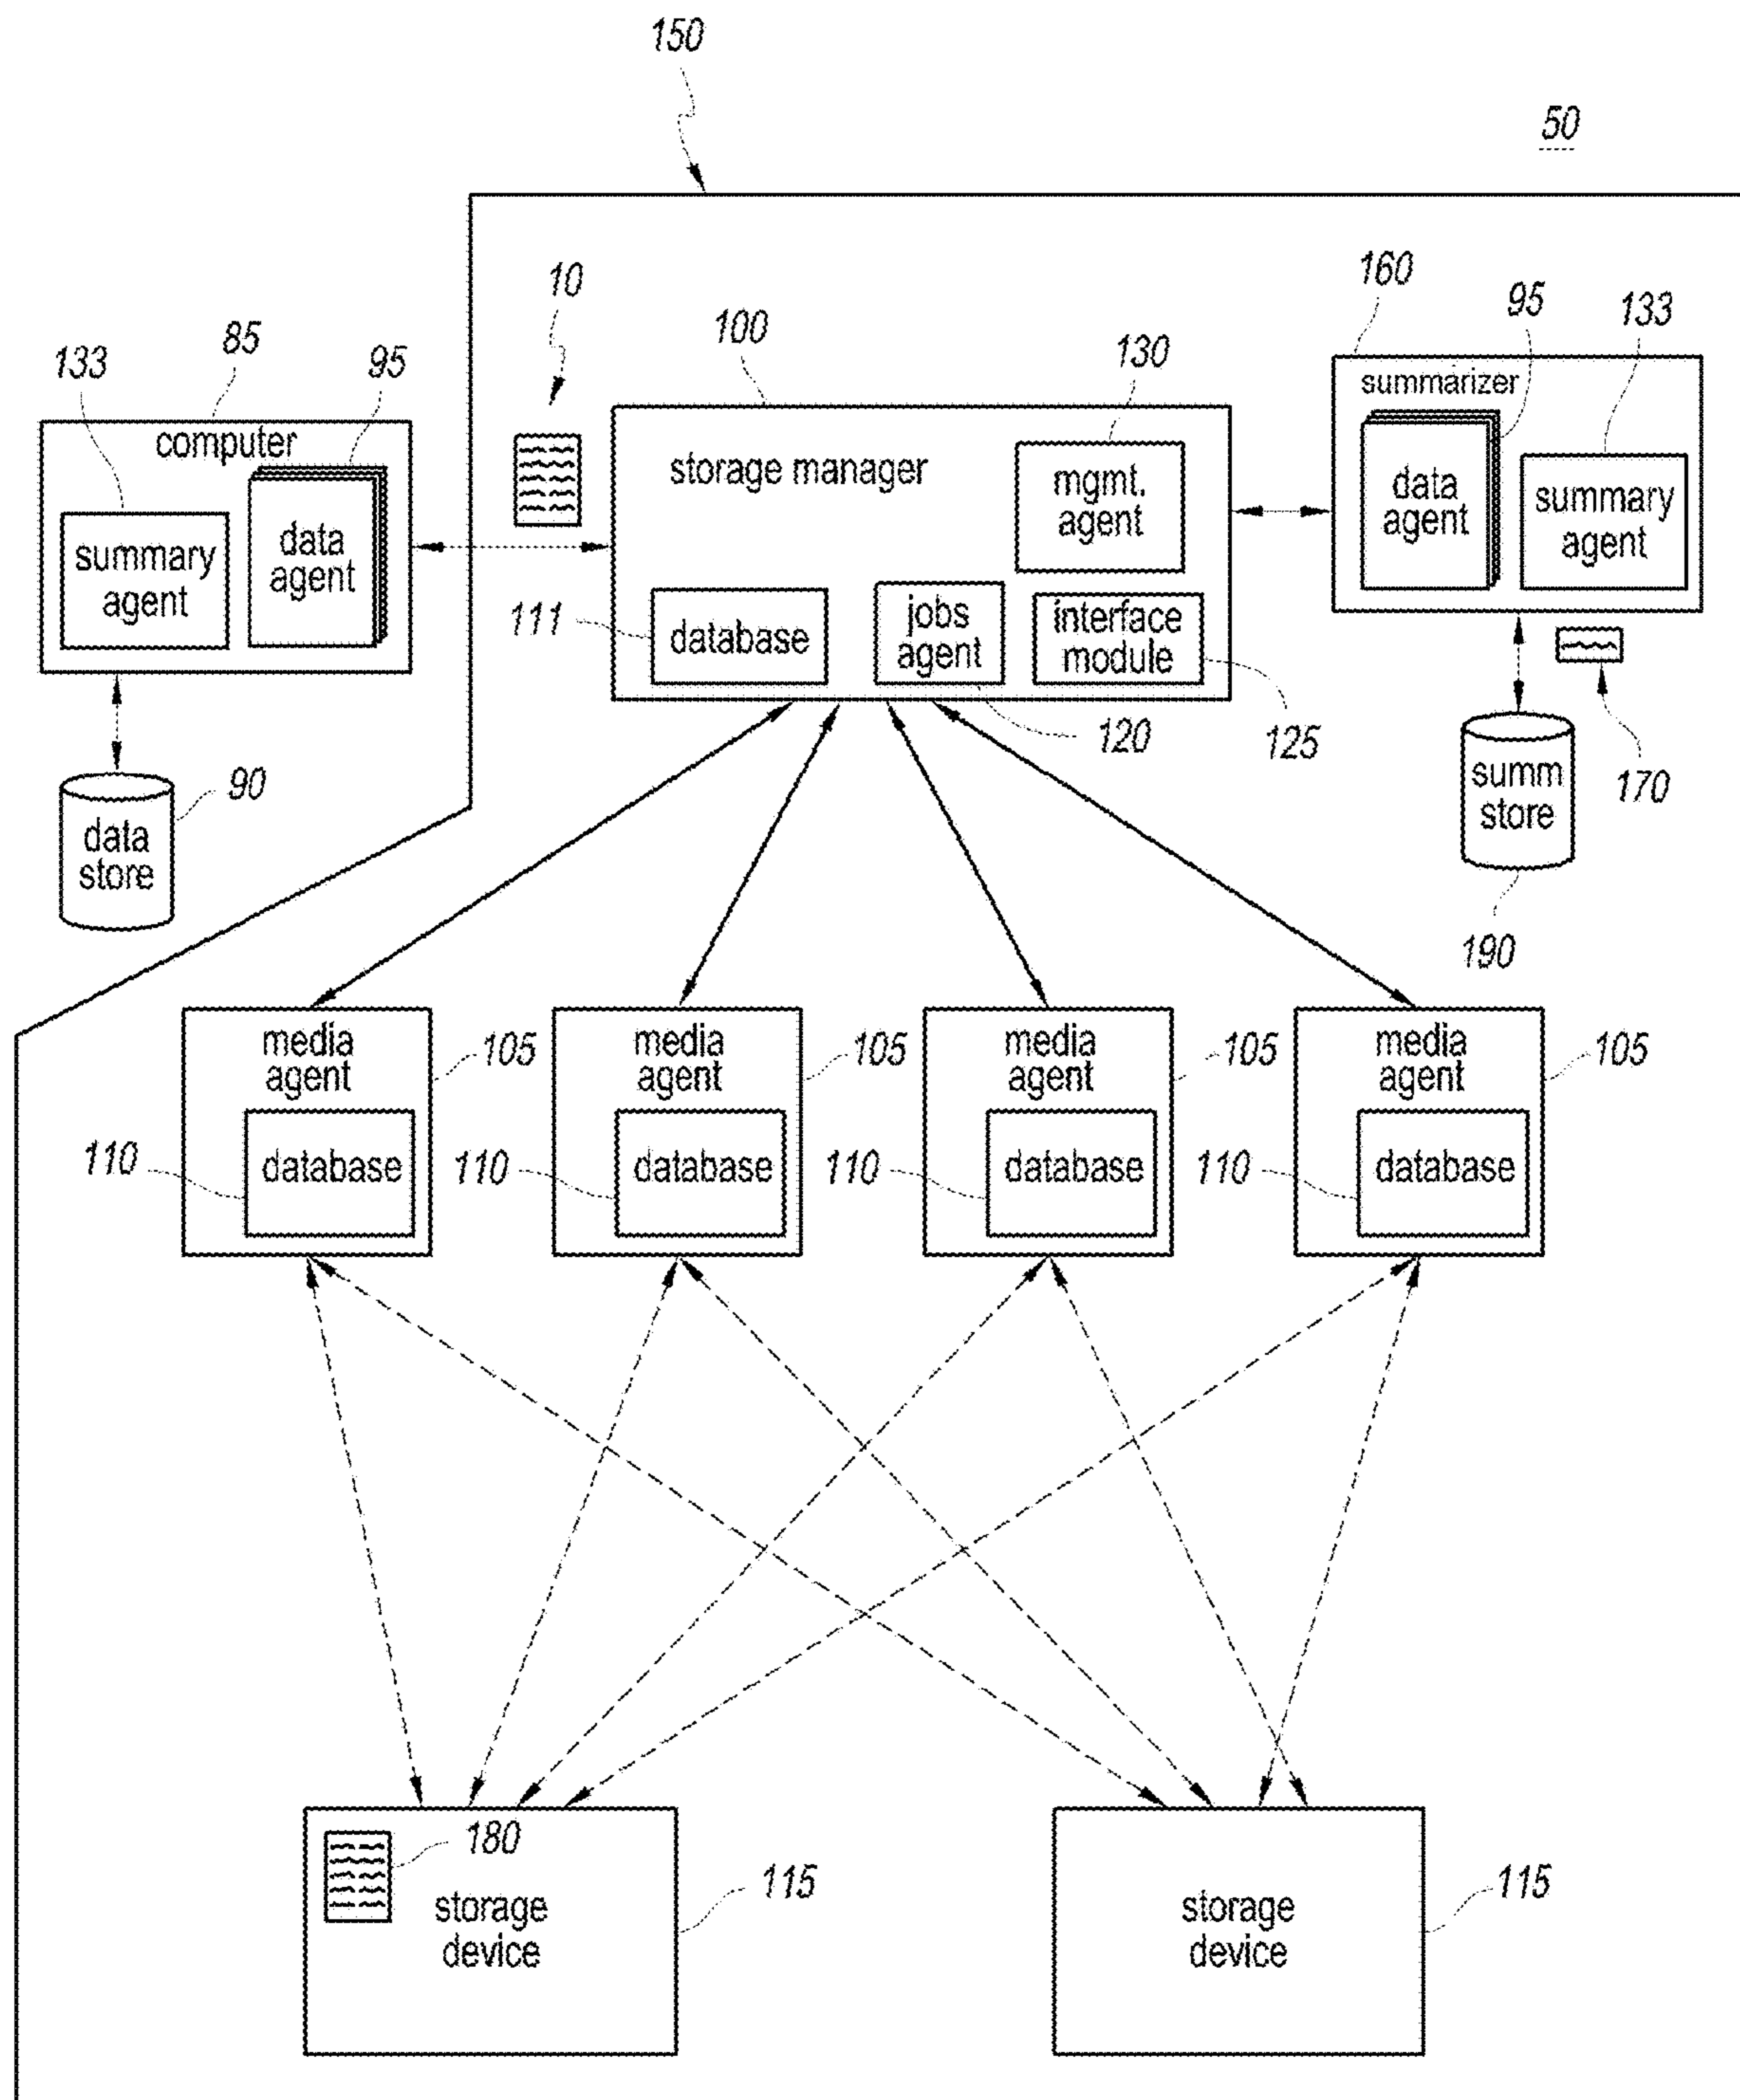 150
50
10
100
130
160
95
133
133
85
95
computer
summary
agent
data
agent
storage manager
mgmt.
agent
111
database
jobs
agent
interface
module
120
125
summarizer
data
agent
summary
agent
170
90
data
store
summ
store
190
media
agent
105
110
database
media
agent
105
110
database
media
agent
105
110
database
media
agent
105
110
database
180
storage
device
115
storage
device
115